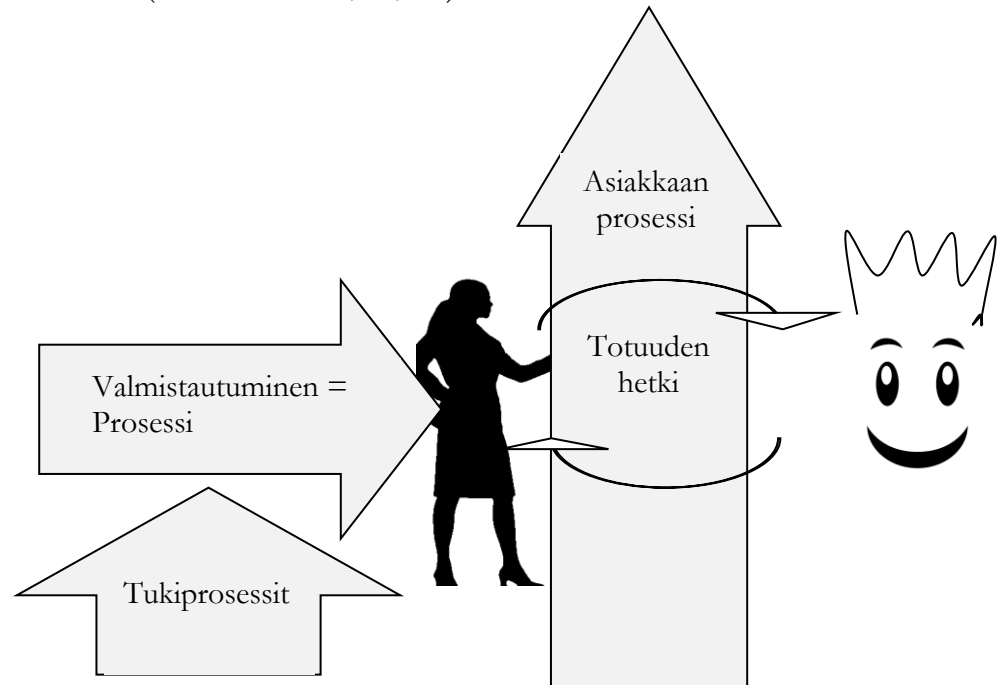 Asiakkaan
prosessi
Totuuden
hetki
Valmistautuminen =
Prosessi
Tukiprosessit